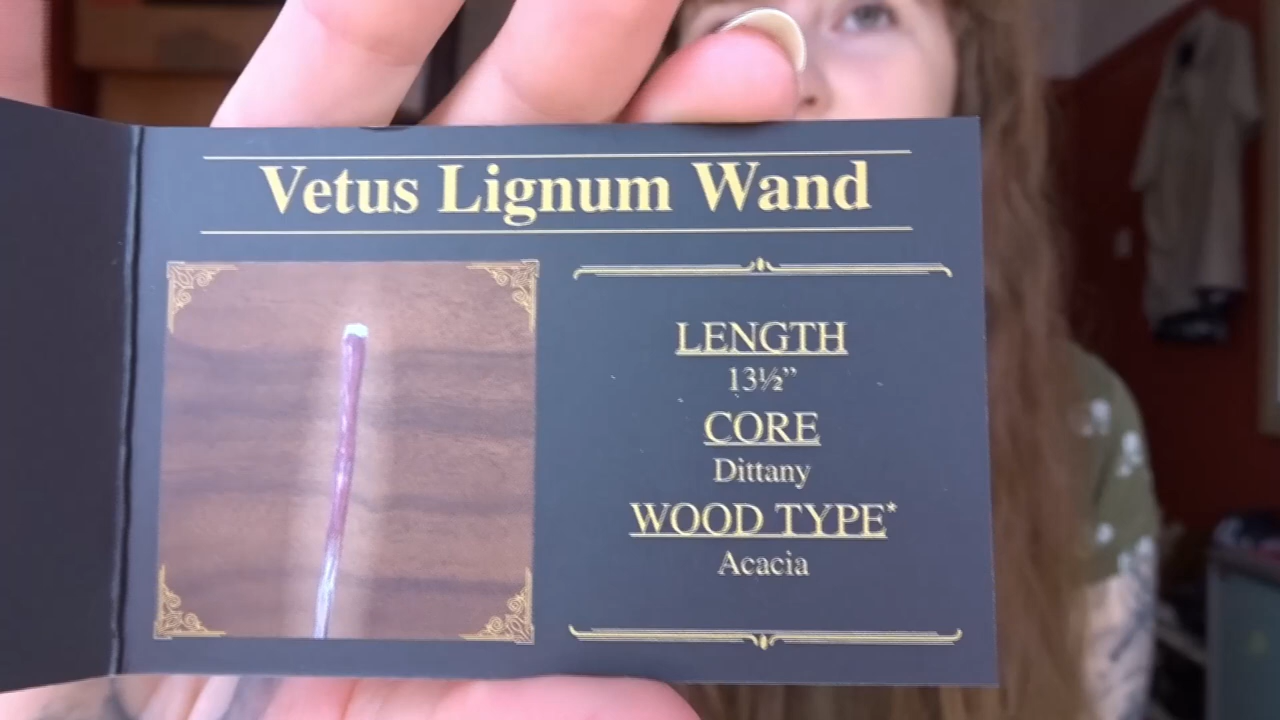 Vetus Lignum Wand
LENGTH
13½”
CORE
Dittany
WOOD TYPE*
Acacia